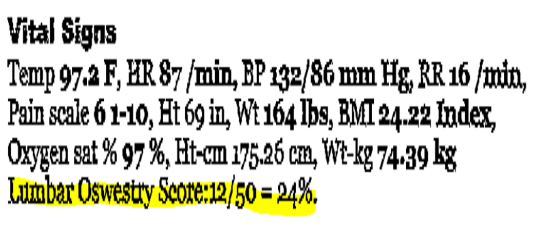 Vital Signs
Temp 97.2 F, HR 87 /min, BP 132/86 mm Hg, RR 16 /min,
Pain scale 6 1-10, Ht 69 in, Wt 164 lbs, BMI 24.22 Index,
Oxygen sat % 97 %, Ht-cm 175.26 cm, Wt-kg 74.39 kg
Lumbar Oswestry Score:12/50 = 24%.